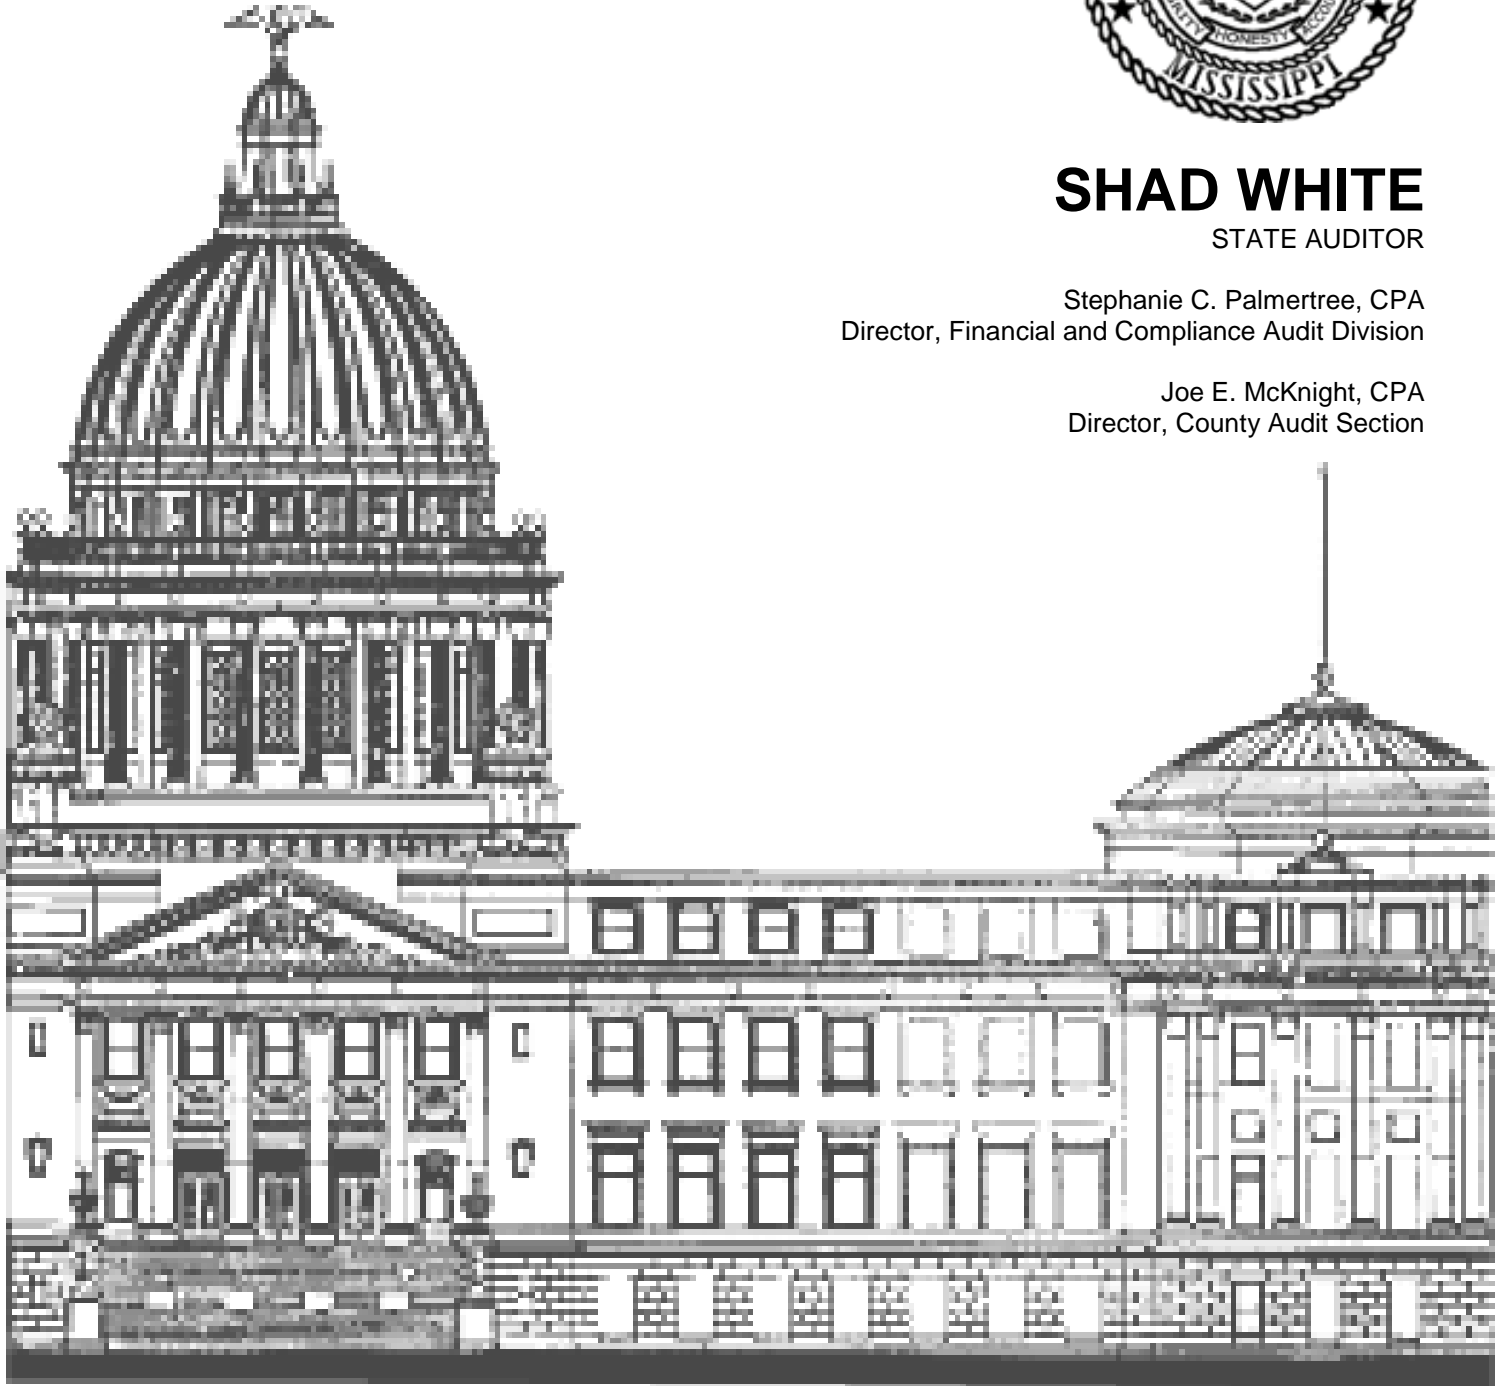 HONESTY
MISSISSIPPI
SHAD WHITE
STATE AUDITOR
Stephanie C. Palmertree, CPA
Director, Financial and Compliance Audit Division
Joe E. McKnight, CPA
Director, County Audit Section